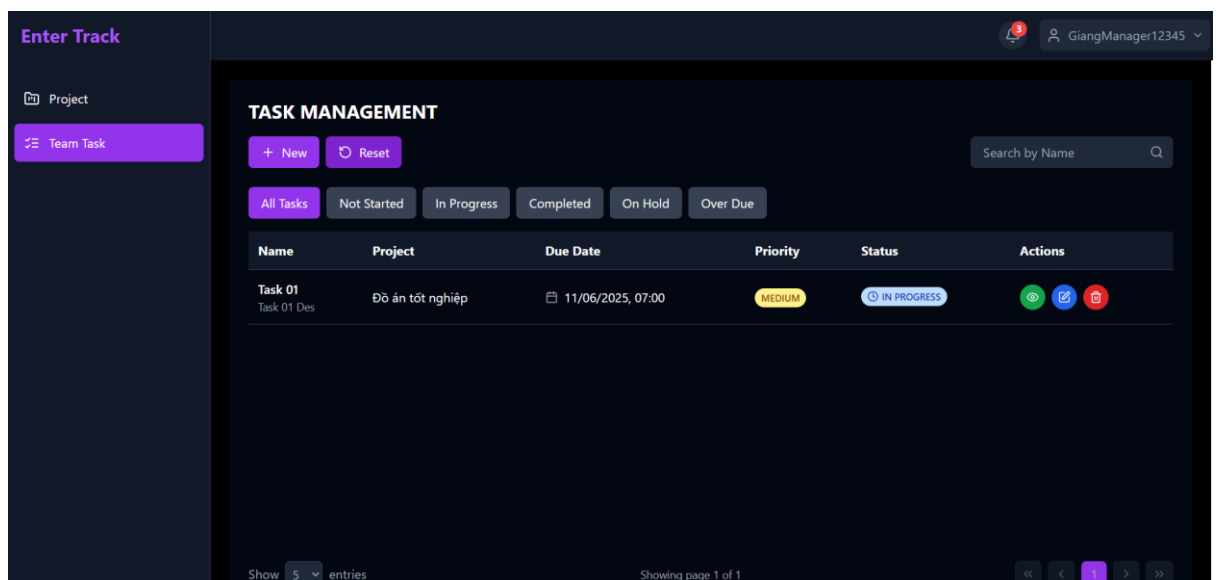 Enter Track
3
GiangManager12345
Project
Team Task
TASK MANAGEMENT
+ New
Reset
Search by Name
All Tasks
Not Started
In Progress
Completed
On Hold
Over Due
Name Project Due Date Priority Status Actions
Task 01
Task 01 Des
Đồ án tốt nghiệp
11/06/2025, 07:00
MEDIUM
IN PROGRESS
Show 5 entries
Showing page 1 of 1
« < 1 > »